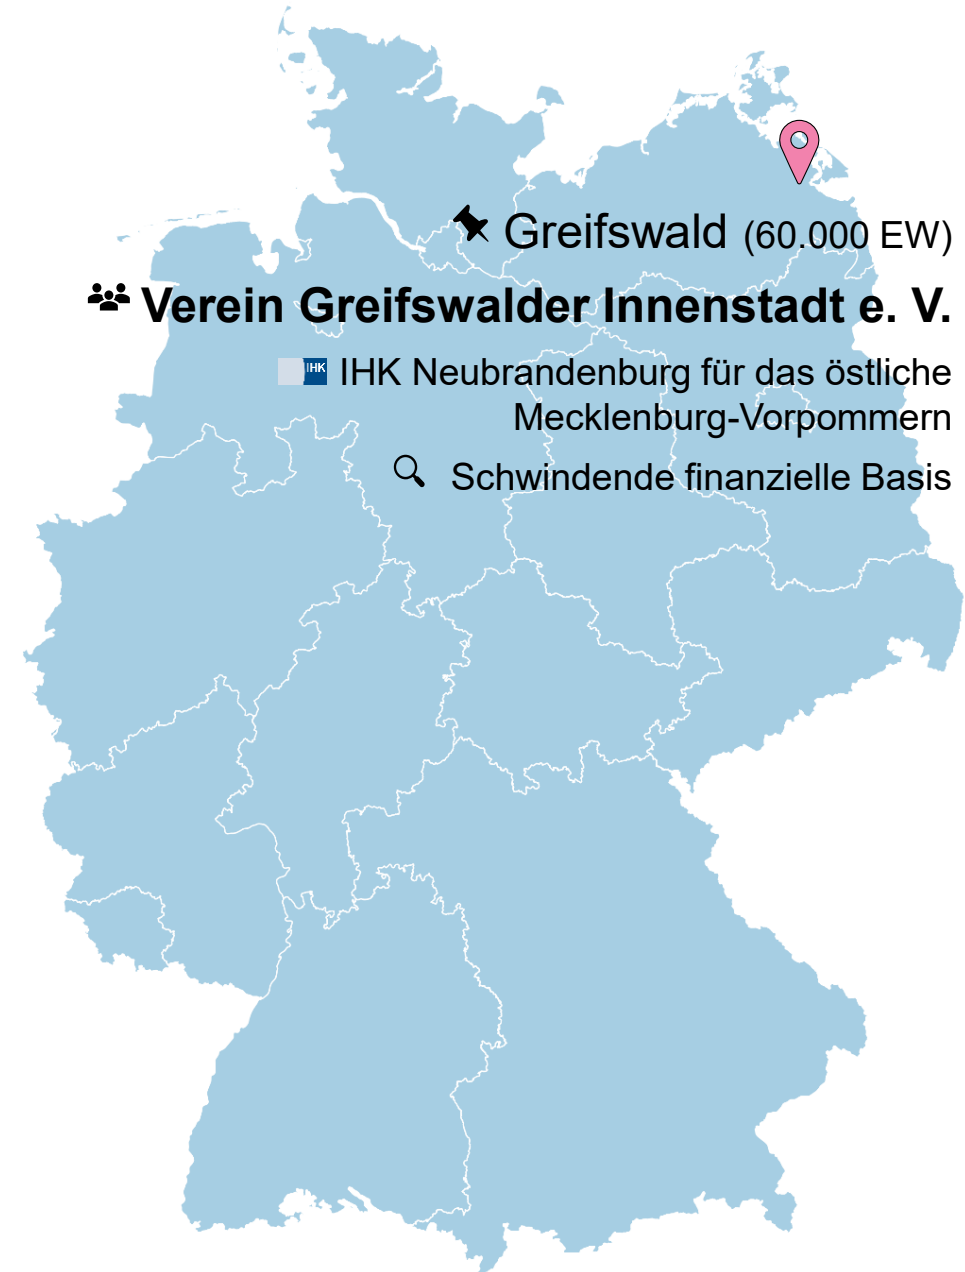 Greifswald (60.000 EW)
Verein Greifswalder Innenstadt e. V.
IHK IHK Neubrandenburg für das östliche
Mecklenburg-Vorpommern
Schwindende finanzielle Basis